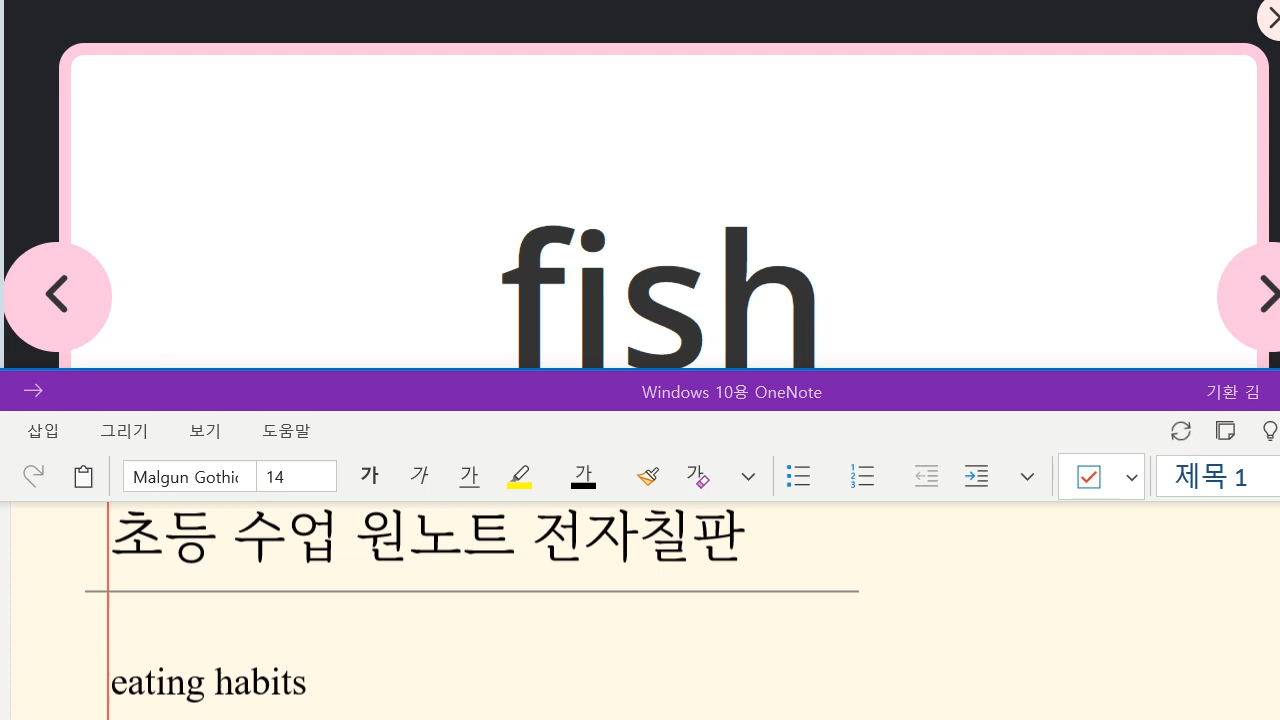 fish
Windows 10용 OneNote
기환 김
삽입 그리기 보기 도움말
Malgun Gothic 14 가 가 가 가 가 제목 1
초등 수업 원노트 전자칠판
eating habits